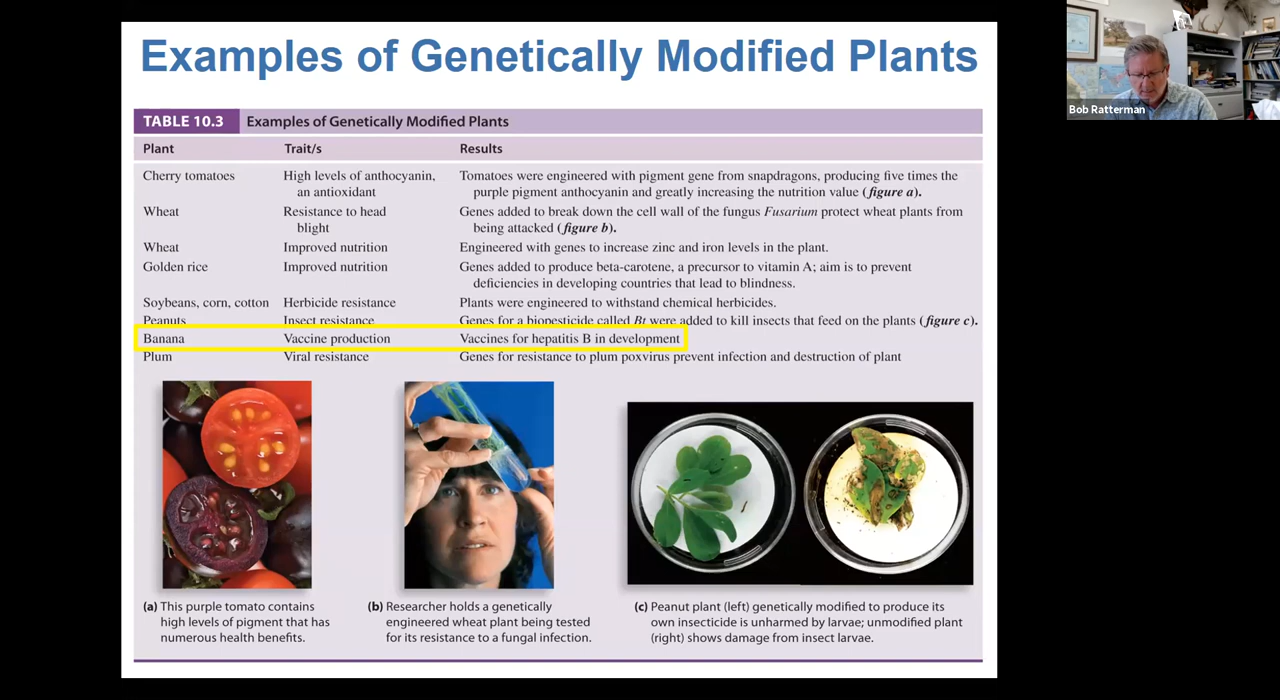 Examples of Genetically Modified Plants
Bob Ratterman
TABLE 10.3 Examples of Genetically Modified Plants
Plant Trait/s Results
Cherry tomatoes High levels of anthocyanin, Tomatoes were engineered with pigment gene from snapdragons, producing five times the
an antioxidant purple pigment anthocyanin and greatly increasing the nutrition value (figure a).
Wheat Resistance to head Genes added to break down the cell wall of the fungus Fusarium protect wheat plants from
blight being attacked (figure b).
Wheat Improved nutrition Engineered with genes to increase zinc and iron levels in the plant.
Golden rice Improved nutrition Genes added to produce beta-carotene, a precursor to vitamin A; aim is to prevent
deficiencies in developing countries that lead to blindness.
Soybeans, corn, cotton Herbicide resistance Plants were engineered to withstand chemical herbicides.
Peanuts Insect resistance Genes for a biopesticide called Bt were added to kill insects that feed on the plants (figure c).
Banana Vaccine production Vaccines for hepatitis B in development
Plum Viral resistance Genes for resistance to plum poxvirus prevent infection and destruction of plant
(a) This purple tomato contains
high levels of pigment that has
numerous health benefits.
(b) Researcher holds a genetically
engineered wheat plant being tested
for its resistance to a fungal infection.
(c) Peanut plant (left) genetically modified to produce its
own insecticide is unharmed by larvae; unmodified plant
(right) shows damage from insect larvae.